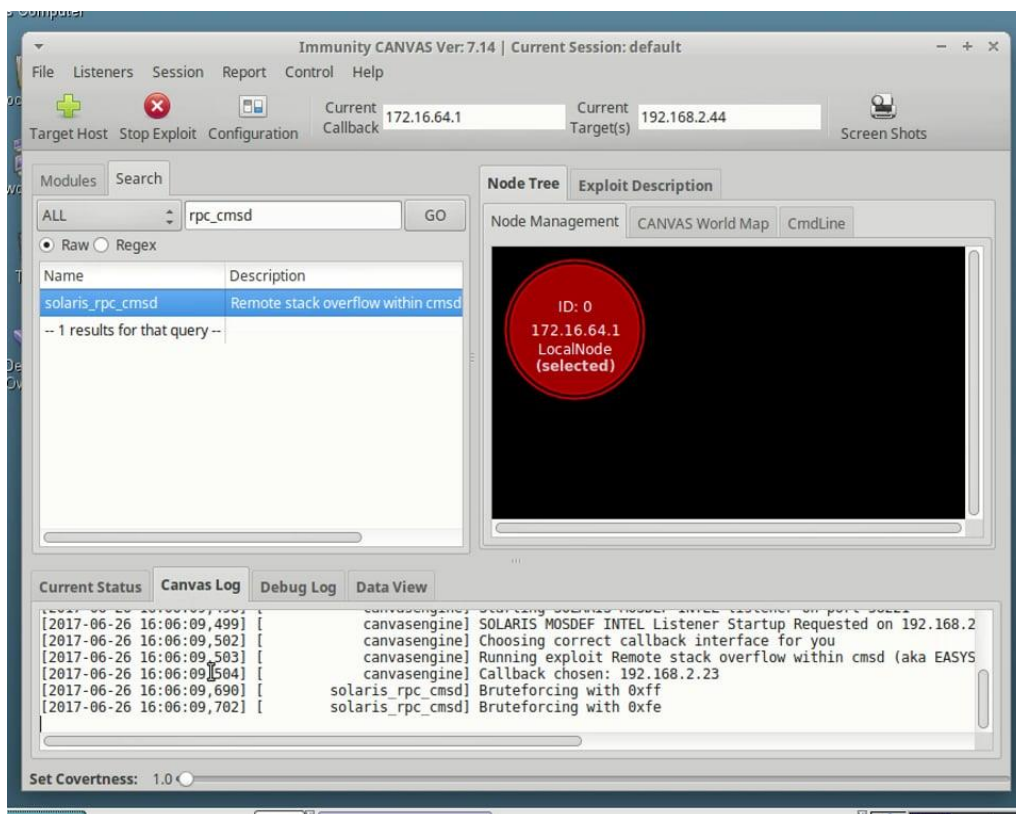 s Computer
Immunity CANVAS Ver: 7.14 | Current Session: default
File Listeners Session Report Control Help
Target Host Stop Exploit Configuration
Current Callback 172.16.64.1
Current Target(s) 192.168.2.44
Screen Shots
Modules Search
ALL rpc_cmsd GO
Raw Regex
Name Description
solaris_rpc_cmsd Remote stack overflow within cmsd
-- 1 results for that query --
Node Tree Exploit Description
Node Management CANVAS World Map CmdLine
ID: 0
172.16.64.1
LocalNode
(selected)
Current Status Canvas Log Debug Log Data View
[2017-06-26 16:06:09,499] [ canvasengine] SOLARIS MOSDEF INTEL Listener Startup Requested on 192.168.2
[2017-06-26 16:06:09,502] [ canvasengine] Choosing correct callback interface for you
[2017-06-26 16:06:09,503] [ canvasengine] Running exploit Remote stack overflow within cmsd (aka EASYS
[2017-06-26 16:06:09,504] [ canvasengine] Callback chosen: 192.168.2.23
[2017-06-26 16:06:09,690] [ solaris_rpc_cmsd] Bruteforcing with 0xff
[2017-06-26 16:06:09,702] [ solaris_rpc_cmsd] Bruteforcing with 0xfe
Set Covertness: 1.0